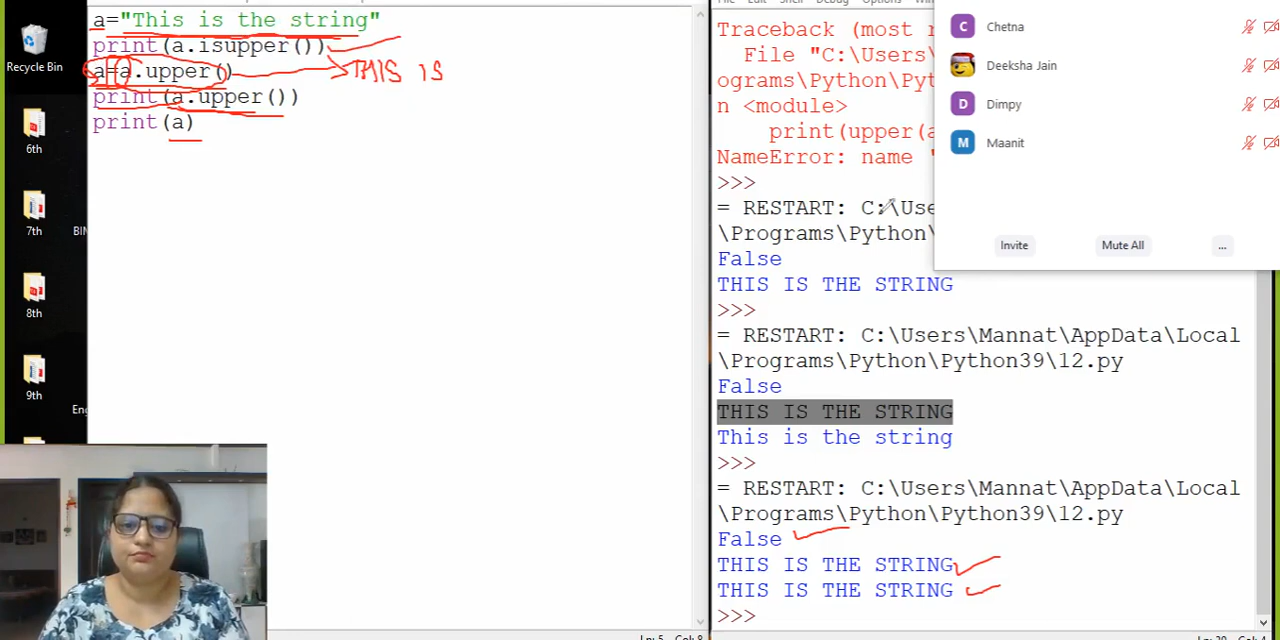 a="This is the string"
print(a.isupper())
a=a.upper()
THIS IS
print(a.upper())
print(a)
Recycle Bin
6th
7th
8th
9th
Traceback (most r
File "C:\Users
ograms\Python\Pytho
n <module>
print(upper(a
NameError: name "
>>>
= RESTART: C:\Use
\Programs\Python\
False
THIS IS THE STRING
>>>
= RESTART: C:\Users\Mannat\AppData\Local
\Programs\Python\Python39\12.py
False
THIS IS THE STRING
This is the string
>>>
= RESTART: C:\Users\Mannat\AppData\Local
\Programs\Python\Python39\12.py
False
THIS IS THE STRING
THIS IS THE STRING
>>>
C Chetna
Deeksha Jain
D Dimpy
M Maanit
Invite Mute All ...